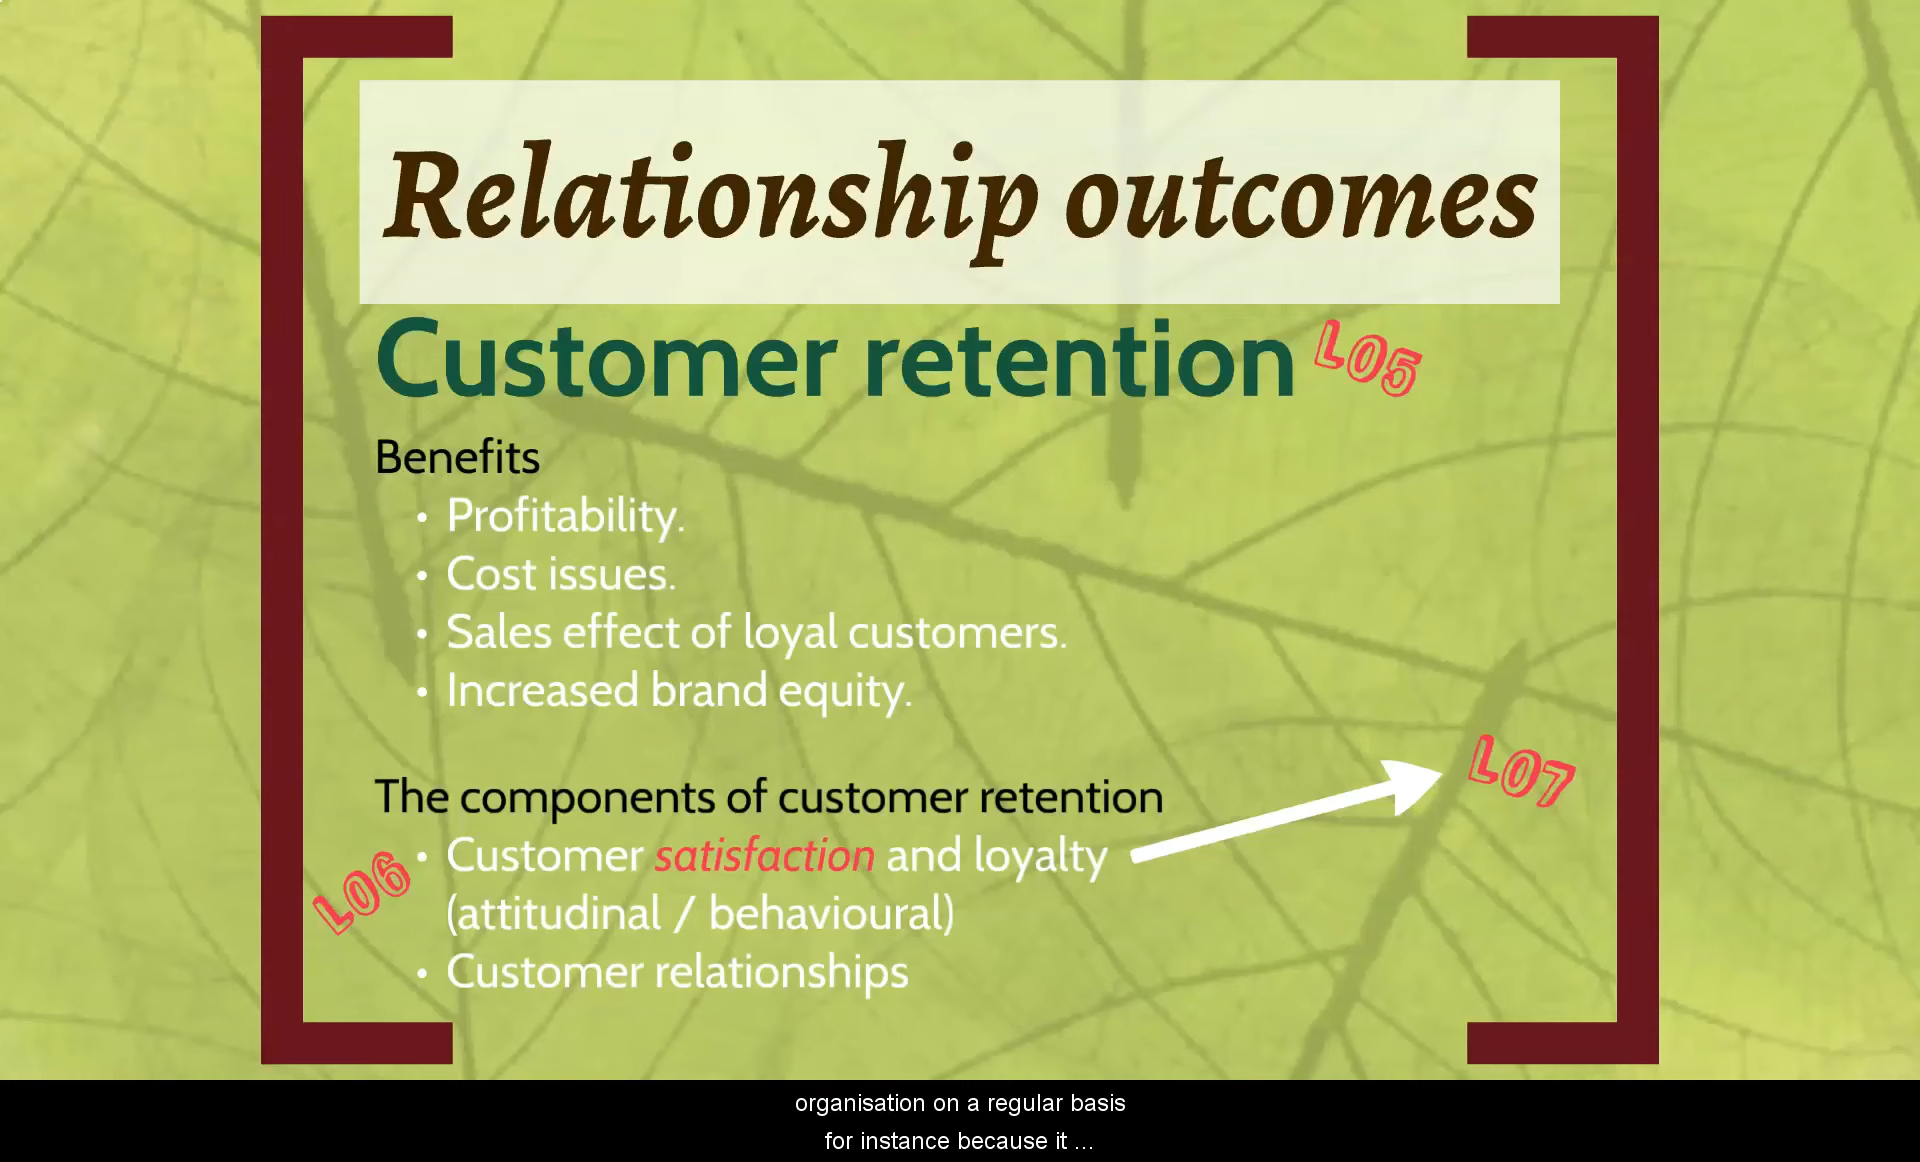 Relationship outcomes
Customer retention LO5
Benefits
• Profitability.
• Cost issues.
• Sales effect of loyal customers.
• Increased brand equity.
LO7
The components of customer retention
LO6
• Customer satisfaction and loyalty
(attitudinal / behavioural)
• Customer relationships
organisation on a regular basis
for instance because it ...